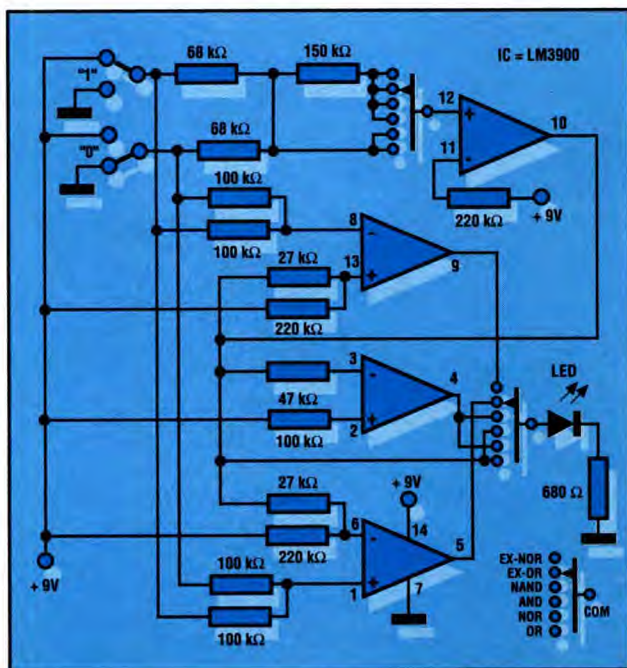 68 kΩ
150 kΩ
IC = LM3900
"1"
12
+
10
"0"
68 kΩ
11
-
100 kΩ
220 kΩ
+ 9V
100 kΩ
8
-
27 kΩ
13
+
9
220 kΩ
3
-
4
LED
47 kΩ
2
+
100 kΩ
680 Ω
27 kΩ
+ 9V
6
-
14
220 kΩ
5
+ 9V
100 kΩ
1
+
7
100 kΩ
EX-NOR
EX-OR
NAND
AND
NOR
OR
COM